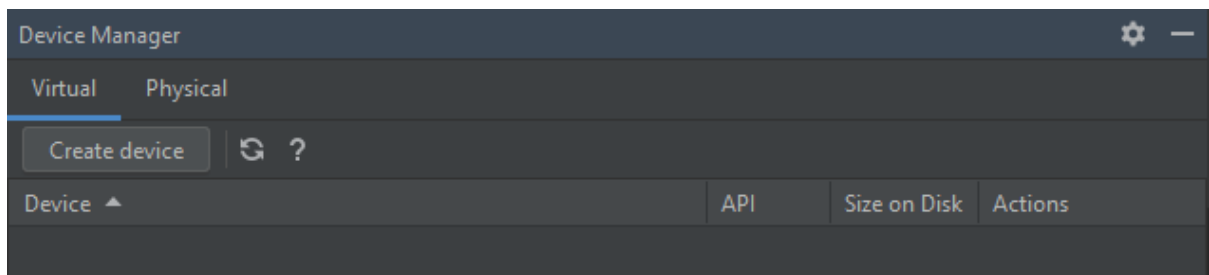 Device Manager
Virtual Physical
Create device ?
Device API Size on Disk Actions